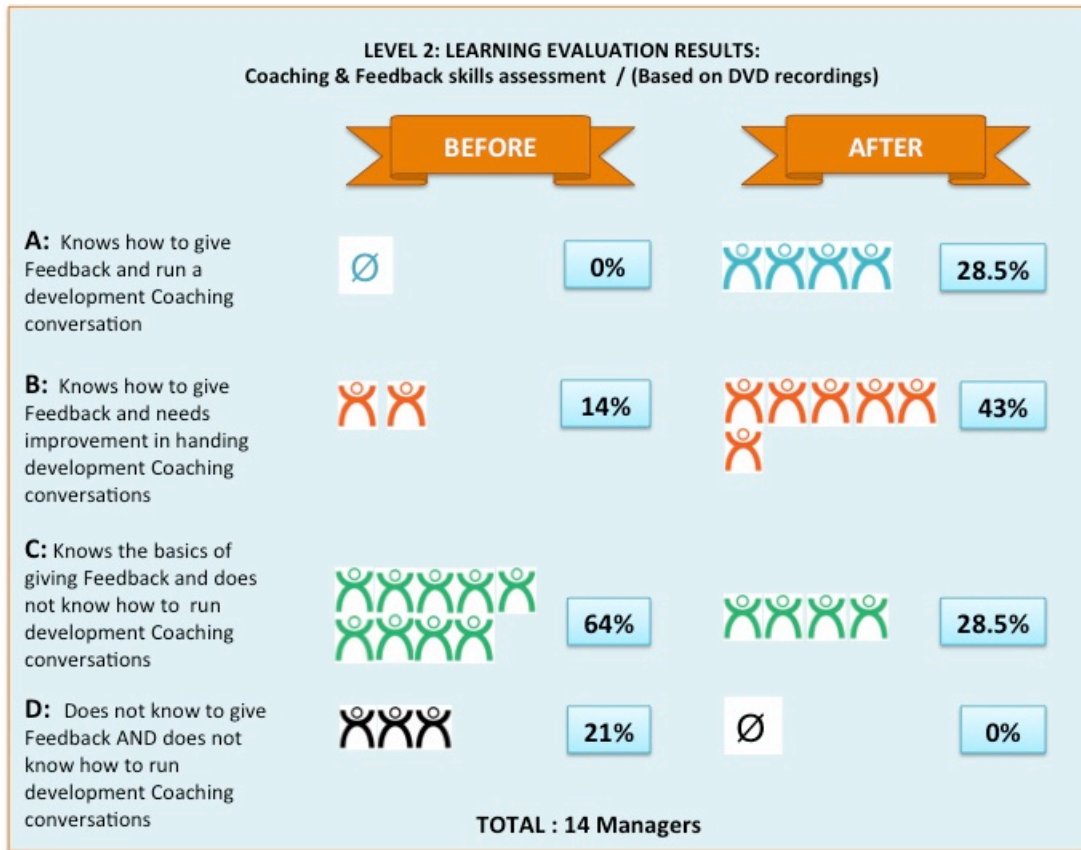 LEVEL 2: LEARNING EVALUATION RESULTS:
Coaching & Feedback skills assessment / (Based on DVD recordings)
BEFORE
AFTER
A: Knows how to give
Feedback and run a
development Coaching
conversation
Ø
0%
28.5%
B: Knows how to give
Feedback and needs
improvement in handing
development Coaching
conversations
14%
43%
C: Knows the basics of
giving Feedback and does
not know how to run
development Coaching
conversations
64%
28.5%
D: Does not know to give
Feedback AND does not
know how to run
development Coaching
conversations
21%
Ø
0%
TOTAL : 14 Managers